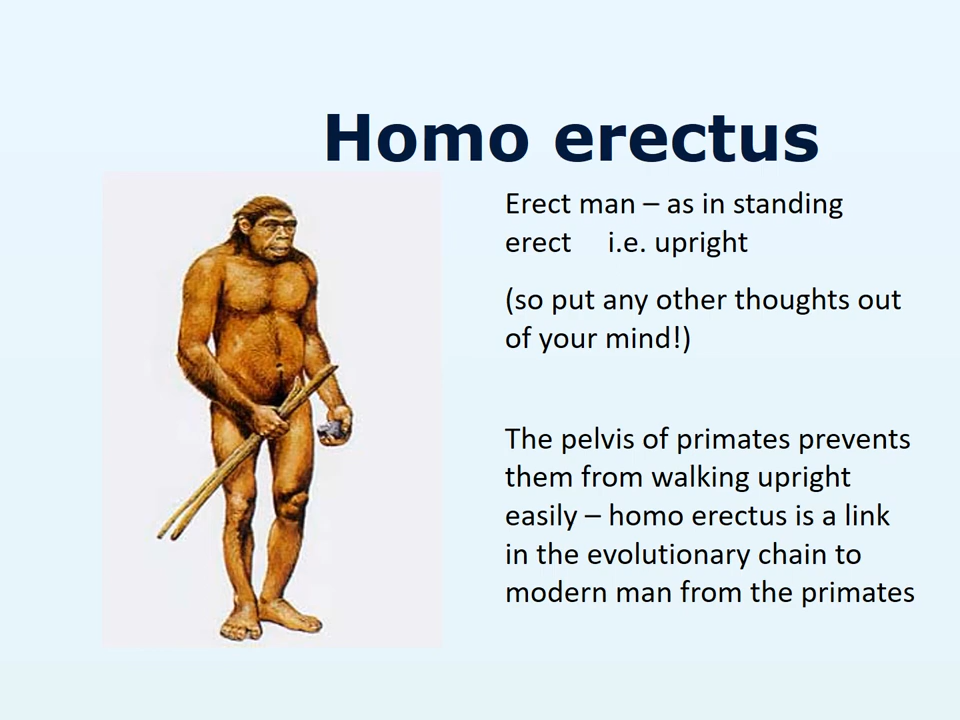 Homo erectus
Erect man – as in standing
erect     i.e. upright
(so put any other thoughts out
of your mind!)
The pelvis of primates prevents
them from walking upright
easily – homo erectus is a link
in the evolutionary chain to
modern man from the primates